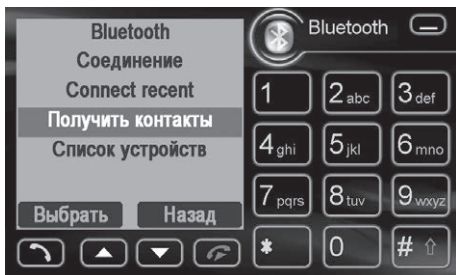 Bluetooth
Соединение
Connect recent
Получить контакты
Список устройств
Выбрать Назад
Bluetooth
1 2 abc 3 def
4 ghi 5 jkl 6 mno
7 pqrs 8 tuv 9 wxyz
* 0 # ⇧